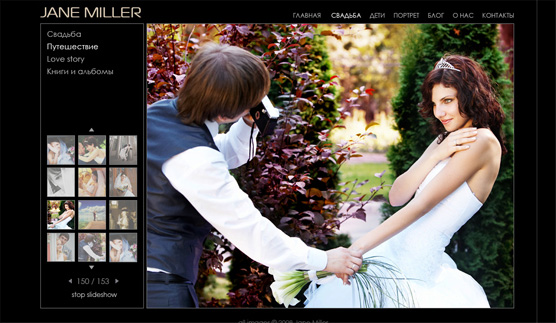 JANE MILLER
ГЛАВНАЯ СВАДЬБА ДЕТИ ПОРТРЕТ БЛОГ О НАС КОНТАКТЫ
Свадьба
Путешествие
Love story
Книги и альбомы
150 / 153
stop slideshow
all images © 2008 Jane Miller